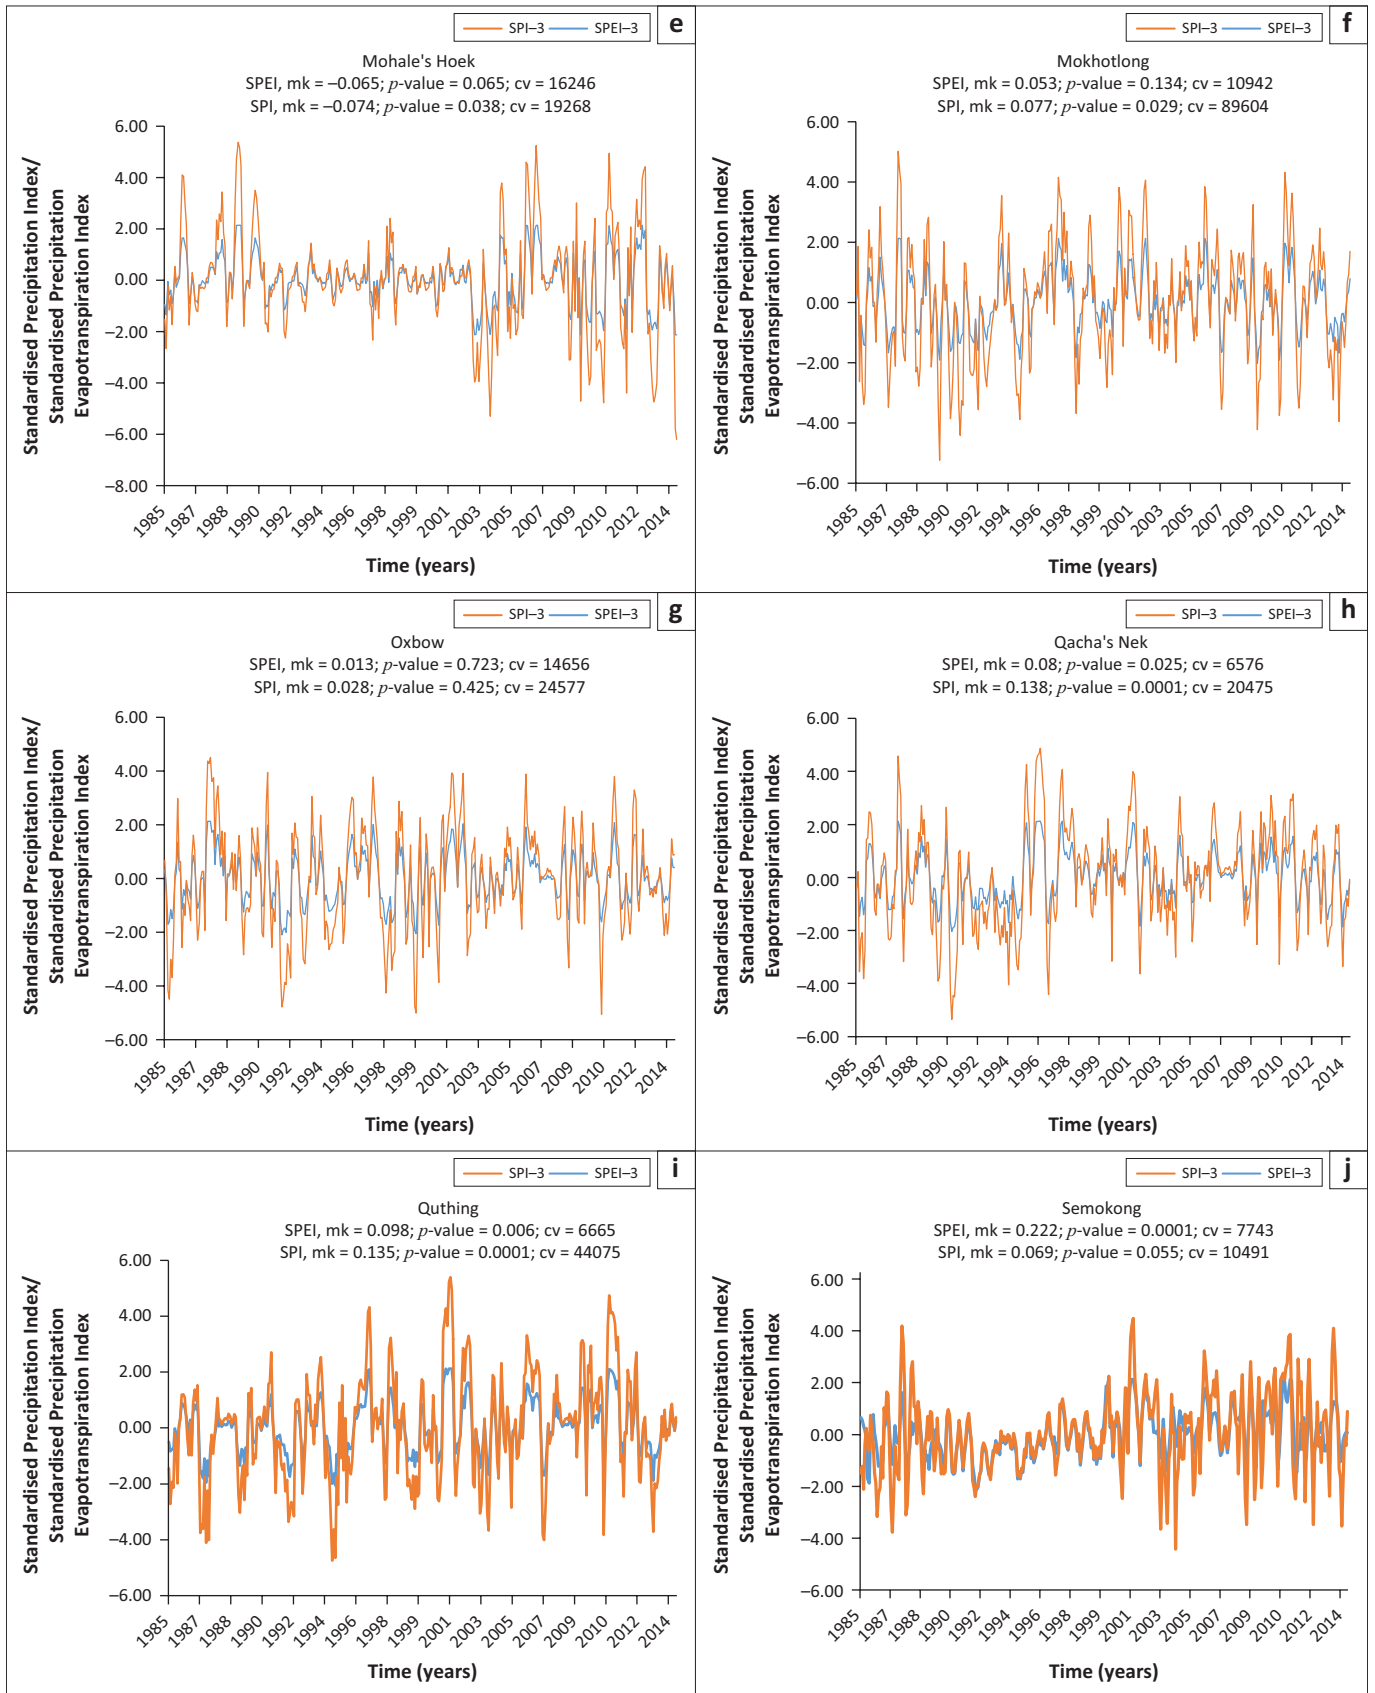 SPI–3 SPEI–3 e
Mohale's Hoek
SPEI, mk = –0.065; p-value = 0.065; cv = 16246
SPI, mk = –0.074; p-value = 0.038; cv = 19268
Standardised Precipitation Index/
Standardised Precipitation
Evapotranspiration Index
6.00
4.00
2.00
0.00
–2.00
–4.00
–6.00
–8.00
1985 1987 1988 1990 1992 1994 1996 1998 1999 2001 2003 2005 2007 2009 2010 2012 2014
Time (years)
SPI–3 SPEI–3 f
Mokhotlong
SPEI, mk = 0.053; p-value = 0.134; cv = 10942
SPI, mk = 0.077; p-value = 0.029; cv = 89604
Standardised Precipitation Index/
Standardised Precipitation
Evapotranspiration Index
6.00
4.00
2.00
0.00
–2.00
–4.00
–6.00
1985 1987 1988 1990 1992 1994 1996 1998 1999 2001 2003 2005 2007 2009 2010 2012 2014
Time (years)
SPI–3 SPEI–3 g
Oxbow
SPEI, mk = 0.013; p-value = 0.723; cv = 14656
SPI, mk = 0.028; p-value = 0.425; cv = 24577
Standardised Precipitation Index/
Standardised Precipitation
Evapotranspiration Index
6.00
4.00
2.00
0.00
–2.00
–4.00
–6.00
1985 1987 1988 1990 1992 1994 1996 1998 1999 2001 2003 2005 2007 2009 2010 2012 2014
Time (years)
SPI–3 SPEI–3 h
Qacha's Nek
SPEI, mk = 0.08; p-value = 0.025; cv = 6576
SPI, mk = 0.138; p-value = 0.0001; cv = 20475
Standardised Precipitation Index/
Standardised Precipitation
Evapotranspiration Index
6.00
4.00
2.00
0.00
–2.00
–4.00
–6.00
1985 1987 1988 1990 1992 1994 1996 1998 1999 2001 2003 2005 2007 2009 2010 2012 2014
Time (years)
SPI–3 SPEI–3 i
Quthing
SPEI, mk = 0.098; p-value = 0.006; cv = 6665
SPI, mk = 0.135; p-value = 0.0001; cv = 44075
Standardised Precipitation Index/
Standardised Precipitation
Evapotranspiration Index
6.00
4.00
2.00
0.00
–2.00
–4.00
–6.00
1985 1987 1988 1990 1992 1994 1996 1998 1999 2001 2003 2005 2007 2009 2010 2012 2014
Time (years)
SPI–3 SPEI–3 j
Semokong
SPEI, mk = 0.222; p-value = 0.0001; cv = 7743
SPI, mk = 0.069; p-value = 0.055; cv = 10491
Standardised Precipitation Index/
Standardised Precipitation
Evapotranspiration Index
6.00
4.00
2.00
0.00
–2.00
–4.00
–6.00
1985 1987 1988 1990 1992 1994 1996 1998 1999 2001 2003 2005 2007 2009 2010 2012 2014
Time (years)